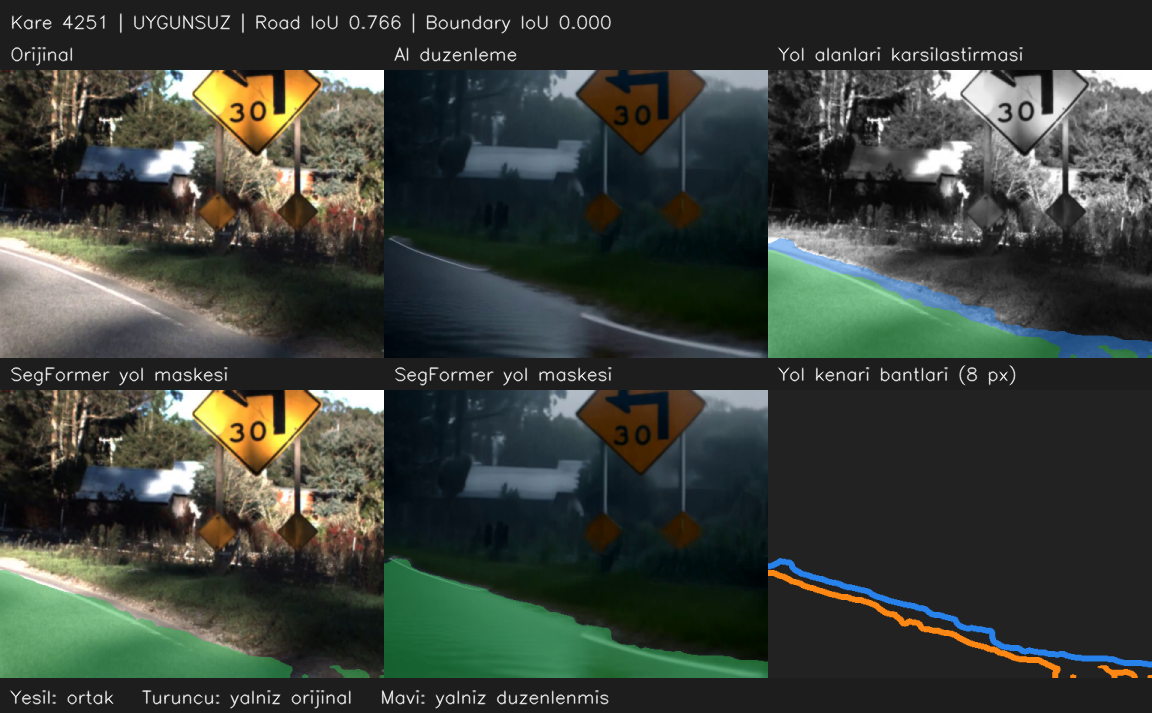 Kare 4251 | UYGUNSUZ | Road IoU 0.766 | Boundary IoU 0.000
Orijinal
AI duzenleme
Yol alanlari karsilastirmasi
30
30
30
SegFormer yol maskesi
SegFormer yol maskesi
Yol kenari bantlari (8 px)
30
30
Yesil: ortak Turuncu: yalniz orijinal Mavi: yalniz duzenlenmis